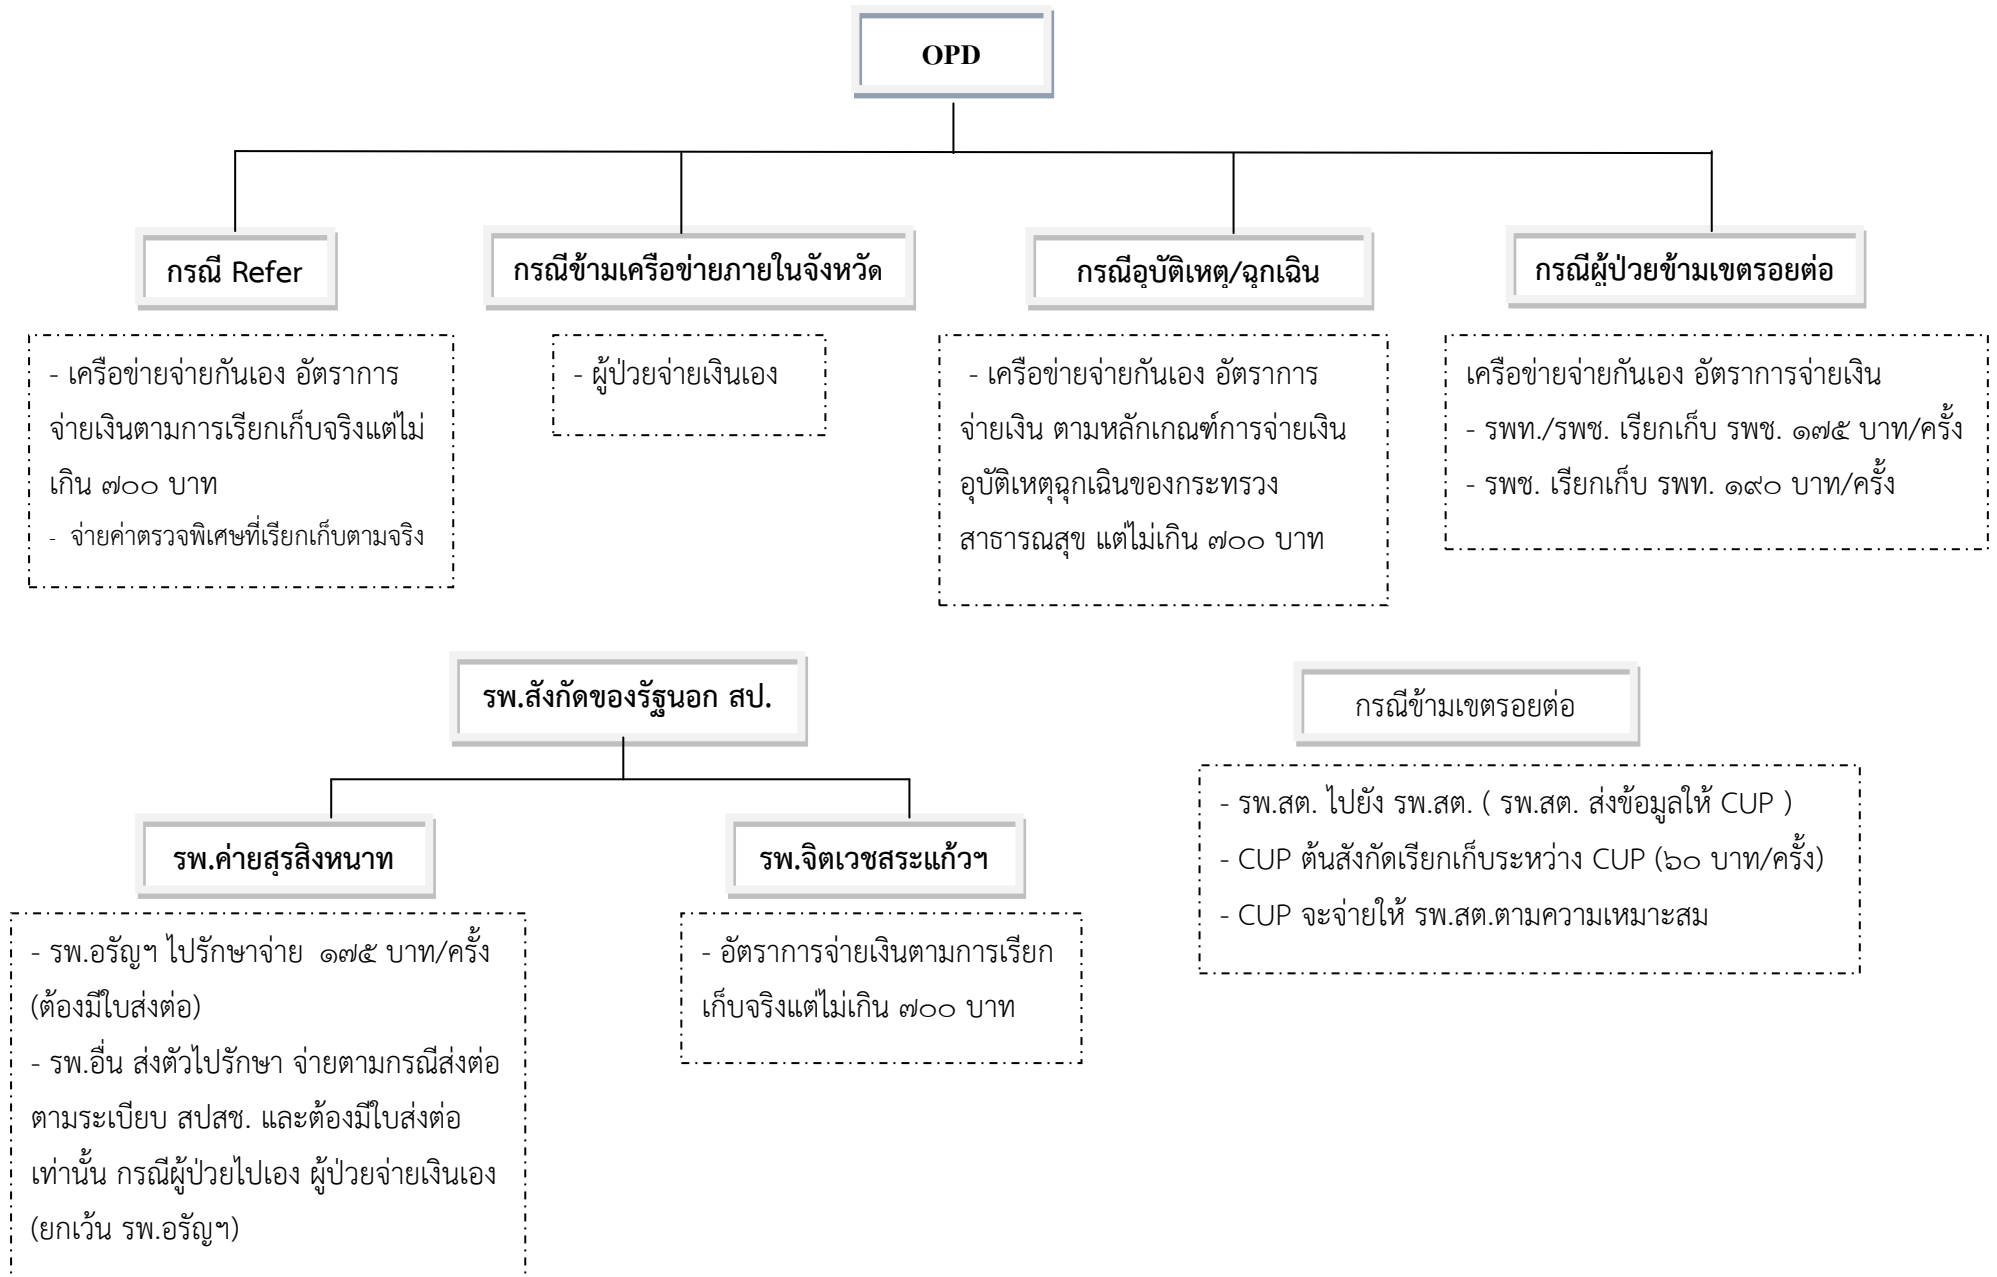 OPD
กรณี Refer
กรณีข้ามเครือข่ายภายในจังหวัด
กรณีอุบัติเหตุ/ฉุกเฉิน
กรณีผู้ป่วยข้ามเขตรอยต่อ
- เครือข่ายจ่ายกันเอง อัตราการ
จ่ายเงินตามการเรียกเก็บจริงแต่ไม่
เกิน ๗๐๐ บาท
- จ่ายค่าตรวจพิเศษที่เรียกเก็บตามจริง
- ผู้ป่วยจ่ายเงินเอง
- เครือข่ายจ่ายกันเอง อัตราการ
จ่ายเงิน ตามหลักเกณฑ์การจ่ายเงิน
อุบัติเหตุฉุกเฉินของกระทรวง
สาธารณสุข แต่ไม่เกิน ๗๐๐ บาท
เครือข่ายจ่ายกันเอง อัตราการจ่ายเงิน
- รพท./รพช. เรียกเก็บ รพช. ๑๗๕ บาท/ครั้ง
- รพช. เรียกเก็บ รพท. ๑๙๐ บาท/ครั้ง
รพ.สังกัดของรัฐนอก สป.
กรณีข้ามเขตรอยต่อ
- รพ.สต. ไปยัง รพ.สต. ( รพ.สต. ส่งข้อมูลให้ CUP )
- CUP ต้นสังกัดเรียกเก็บระหว่าง CUP (๖๐ บาท/ครั้ง)
- CUP จะจ่ายให้ รพ.สต.ตามความเหมาะสม
รพ.ค่ายสุรสิงหนาท
รพ.จิตเวชสระแก้วฯ
- รพ.อรัญฯ ไปรักษาจ่าย ๑๗๕ บาท/ครั้ง
(ต้องมีใบส่งต่อ)
- รพ.อื่น ส่งตัวไปรักษา จ่ายตามกรณีส่งต่อ
ตามระเบียบ สปสช. และต้องมีใบส่งต่อ
เท่านั้น กรณีผู้ป่วยไปเอง ผู้ป่วยจ่ายเงินเอง
(ยกเว้น รพ.อรัญฯ)
- อัตราการจ่ายเงินตามการเรียก
เก็บจริงแต่ไม่เกิน ๗๐๐ บาท